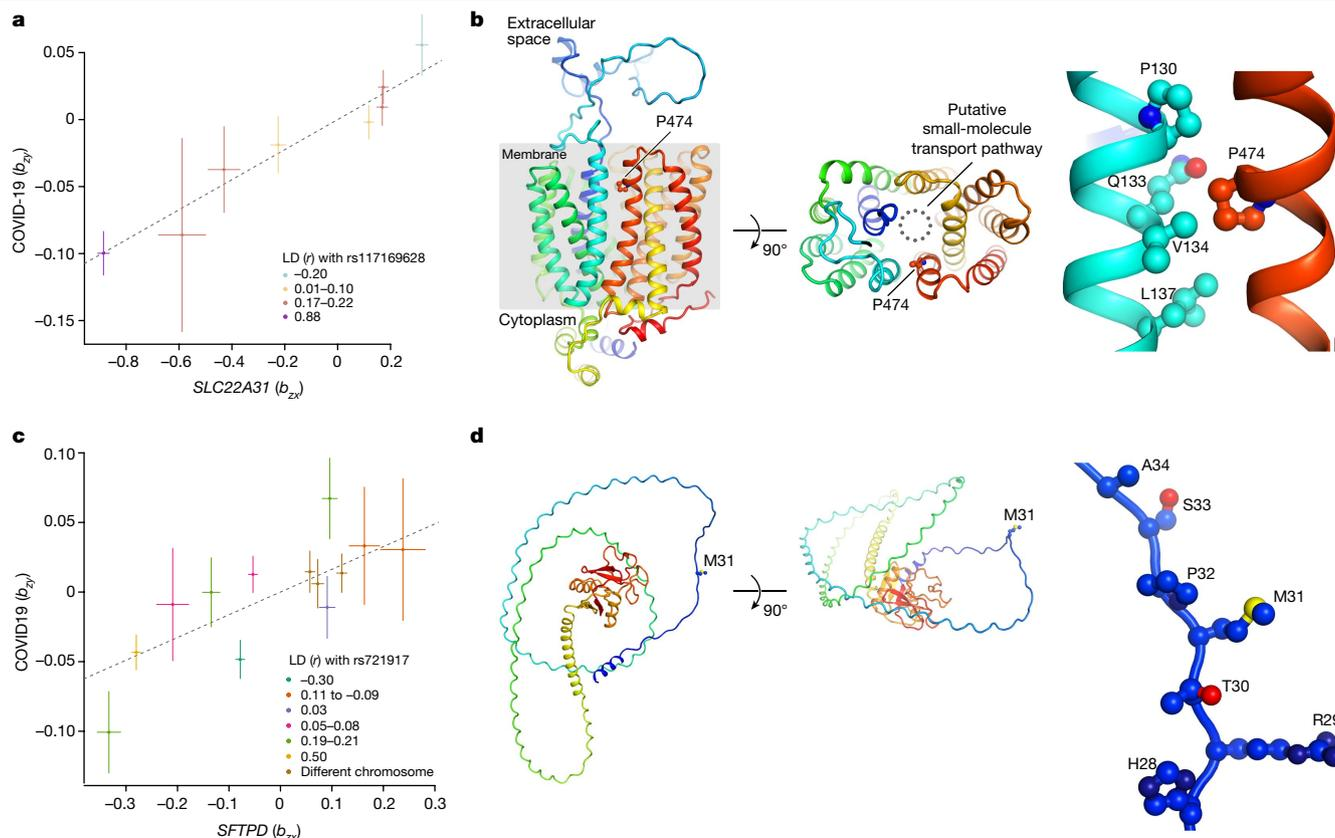 a
COVID-19 (bzy)
0.05
0
−0.05
−0.10
−0.15
−0.8
−0.6
−0.4
−0.2
0
0.2
SLC22A31 (bzx)
LD (r) with rs117169628
−0.20
0.01–0.10
0.17–0.22
0.88
b
Extracellular
space
P474
Membrane
Cytoplasm
90°
Putative
small-molecule
transport pathway
P474
P130
P474
Q133
V134
L137
c
COVID19 (bzy)
0.10
0.05
0
−0.05
−0.10
−0.3
−0.2
−0.1
0
0.1
0.2
0.3
SFTPD (bzx)
LD (r) with rs721917
−0.30
0.11 to −0.09
0.03
0.05–0.08
0.19–0.21
0.50
Different chromosome
d
M31
90°
M31
A34
S33
P32
M31
T30
R29
H28